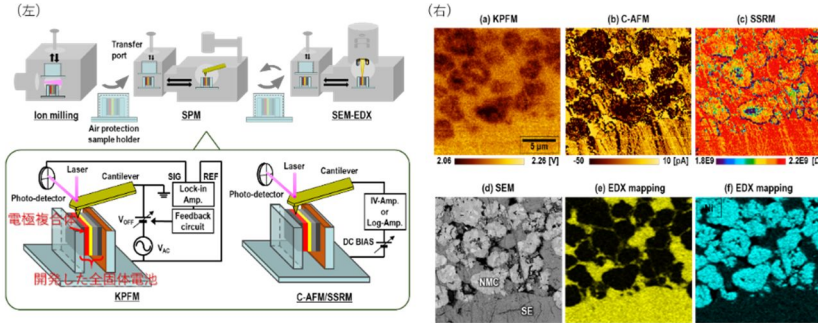 (左)
Transfer port
Ion milling
SPM
SEM-EDX
Air protection sample holder
Laser
Cantilever
SIG
REF
Photo-detector
Lock-in Amp.
Feedback circuit
V_OFF
V_AC
電極複合体
開発した全固体電池
KPFM
Laser
Cantilever
Photo-detector
IV-Amp. or Log-Amp.
DC BIAS
C-AFM/SSRM
(右)
(a) KPFM
(b) C-AFM
(c) SSRM
5 μm
2.06
2.26 [V]
-50
10 [pA]
1.8E9
2.2E9 [Ω
(d) SEM
(e) EDX mapping
(f) EDX mapping
NMC
SE